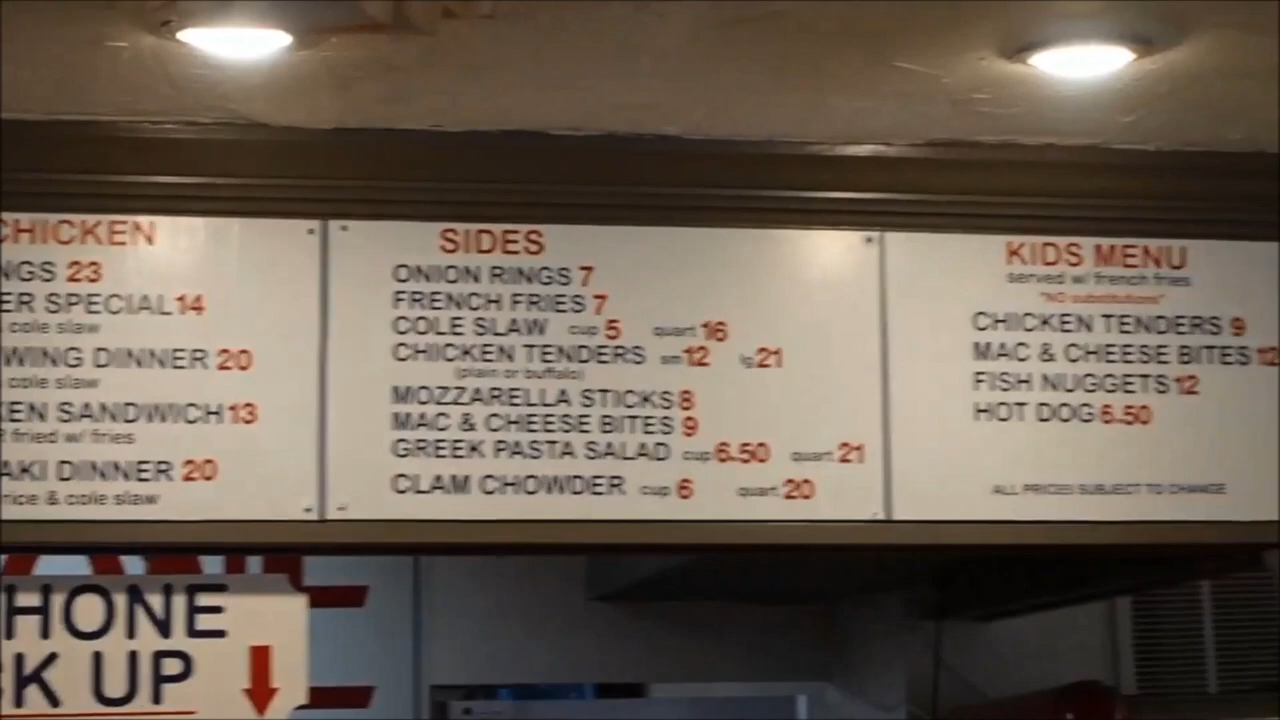 CHICKEN
NGS 23
ER SPECIAL 14
cole slaw
WING DINNER 20
cole slaw
EN SANDWICH 13
fried w/ fries
AKI DINNER 20
rice & cole slaw
SIDES
ONION RINGS 7
FRENCH FRIES 7
COLE SLAW cup 5 quart 16
CHICKEN TENDERS sm 12 lg 21
(plain or buffalo)
MOZZARELLA STICKS 8
MAC & CHEESE BITES 9
GREEK PASTA SALAD cup 6.50 quart 21
CLAM CHOWDER cup 6 quart 20
KIDS MENU
served w/ french fries
"NO substitutions"
CHICKEN TENDERS 9
MAC & CHEESE BITES 12
FISH NUGGETS 12
HOT DOG 6.50
ALL PRICES SUBJECT TO CHANGE
HONE
CK UP